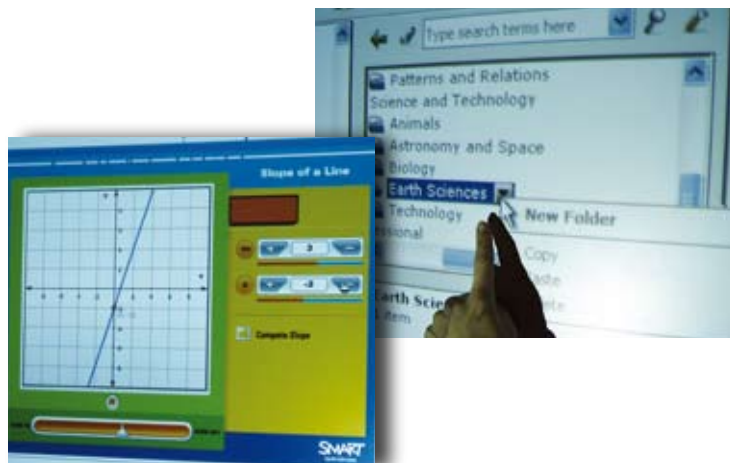 Type search terms here
Patterns and Relations
Science and Technology
Animals
Astronomy and Space
Biology
Earth Sciences
Technology
New Folder
Copy
Earth Scie
item
Slope of a Line
3
-3
Compute Slope
SMART